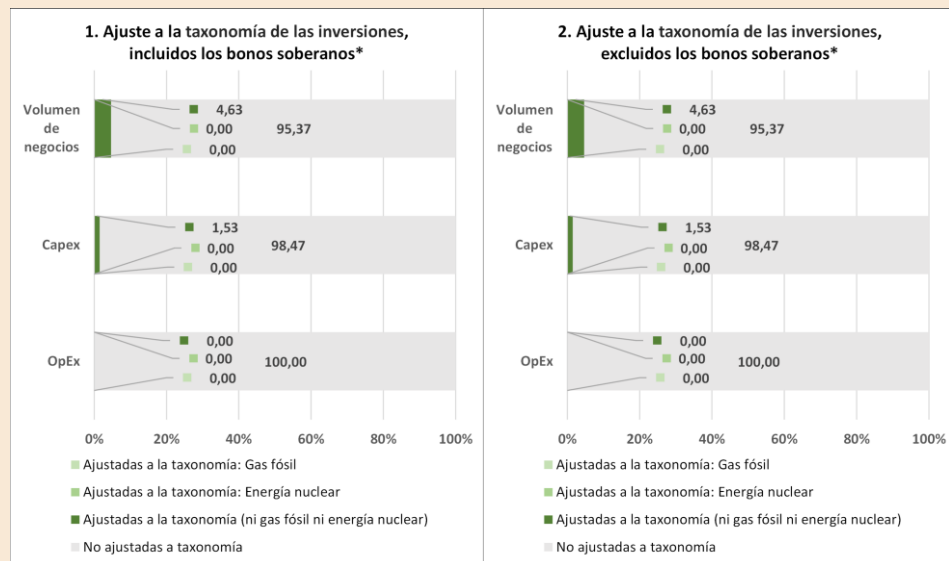 1. Ajuste a la taxonomía de las inversiones,
incluidos los bonos soberanos*
Volumen
de
negocios
4,63
0,00
95,37
0,00
Capex
1,53
0,00
98,47
0,00
OpEx
0,00
0,00
100,00
0,00
0% 20% 40% 60% 80% 100%
Ajustadas a la taxonomía: Gas fósil
Ajustadas a la taxonomía: Energía nuclear
Ajustadas a la taxonomía (ni gas fósil ni energía nuclear)
No ajustadas a taxonomía
2. Ajuste a la taxonomía de las inversiones,
excluidos los bonos soberanos*
Volumen
de
negocios
4,63
0,00
95,37
0,00
Capex
1,53
0,00
98,47
0,00
OpEx
0,00
0,00
100,00
0,00
0% 20% 40% 60% 80% 100%
Ajustadas a la taxonomía: Gas fósil
Ajustadas a la taxonomía: Energía nuclear
Ajustadas a la taxonomía (ni gas fósil ni energía nuclear)
No ajustadas a taxonomía